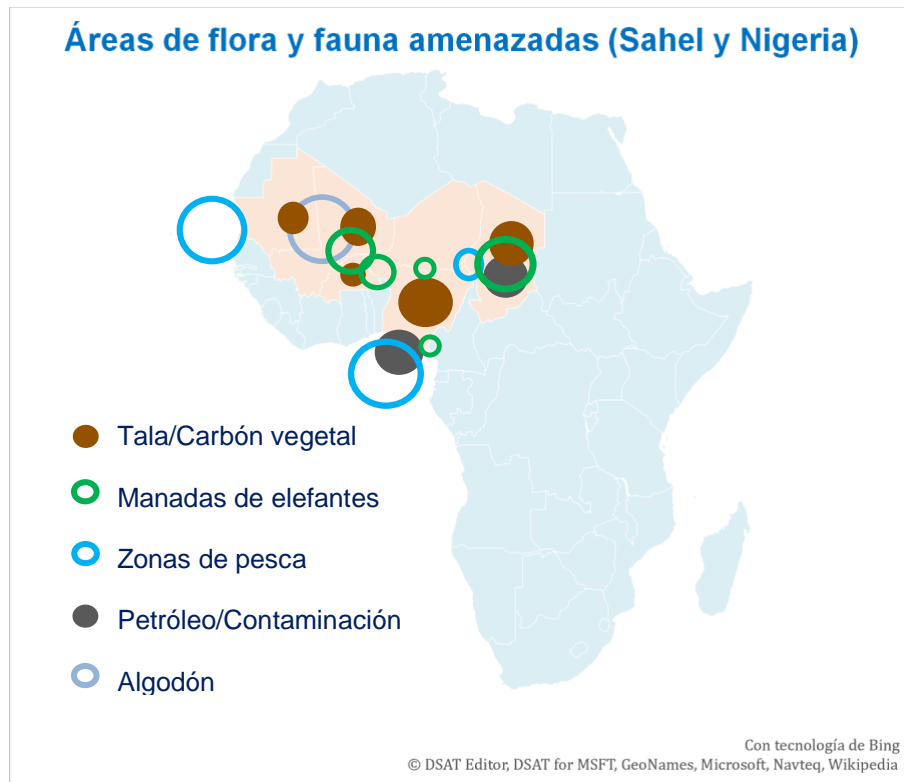 Áreas de flora y fauna amenazadas (Sahel y Nigeria)
Tala/Carbón vegetal
Manadas de elefantes
Zonas de pesca
Petróleo/Contaminación
Algodón
Con tecnología de Bing
© DSAT Editor, DSAT for MSFT, GeoNames, Microsoft, Navteq, Wikipedia